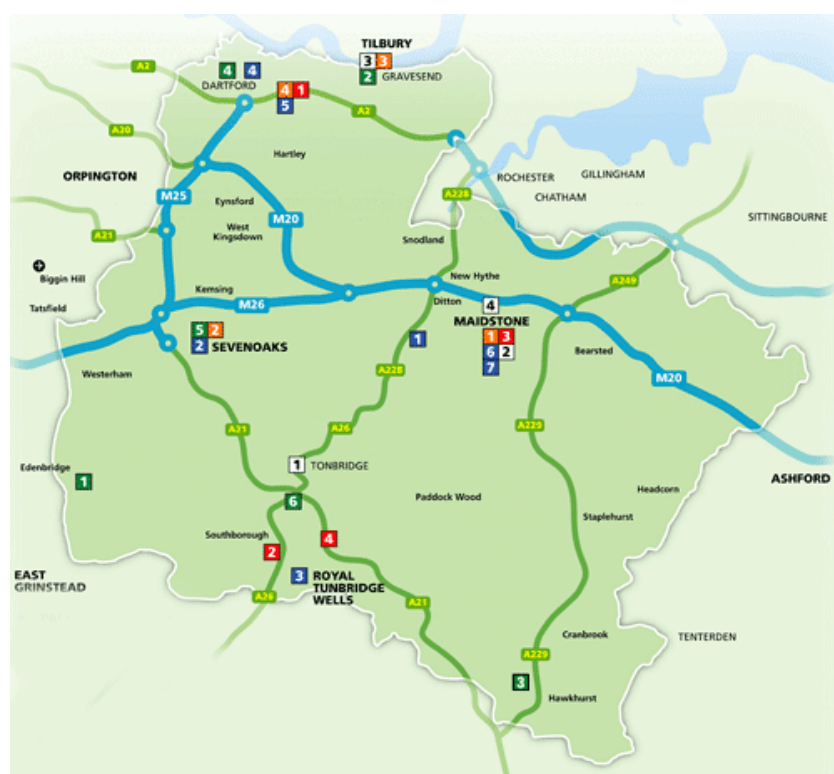 TILBURY
3 3
2 GRAVESEND
A2
4 4
DARTFORD
4 1
5
A2
A20
Hartley
ORPINGTON
ROCHESTER
GILLINGHAM
CHATHAM
M25
Eynsford
A228
M20
West
Kingsdown
SITTINGBOURNE
A21
Snodland
Biggin Hill
Kemsing
New Hythe
A249
Tatsfield
M26
Ditton
4
MAIDSTONE
5 2
2 SEVENOAKS
1
1 3
6 2
7
Bearsted
Westerham
A228
M20
A21
A26
A229
Edenbridge
1
1 TONBRIDGE
ASHFORD
6
Paddock Wood
Headcorn
Staplehurst
Southborough
2
4
EAST
GRINSTEAD
3 ROYAL
TUNBRIDGE
WELLS
A26
A21
Cranbrook
TENTERDEN
A229
3
Hawkhurst